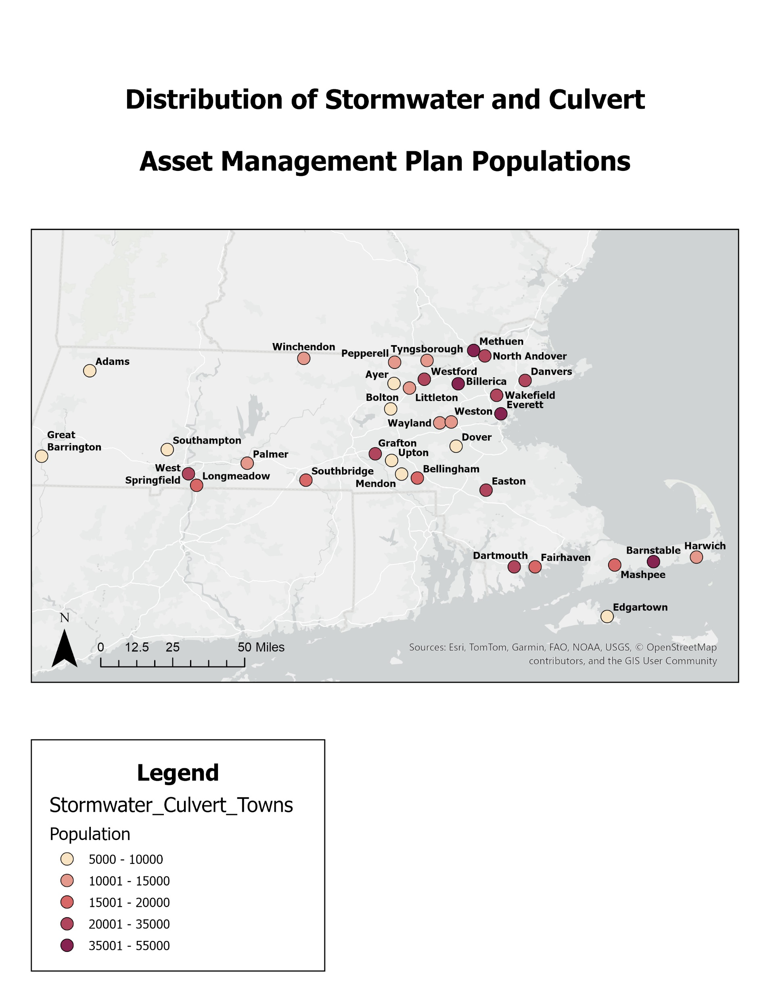 Distribution of Stormwater and Culvert
Asset Management Plan Populations
Methuen
Winchendon
Tyngsborough
Pepperell
North Andover
Adams
Westford
Danvers
Ayer
Billerica
Bolton
Littleton
Wakefield
Everett
Weston
Wayland
Great
Barrington
Southampton
Dover
Grafton
Upton
Palmer
West
Springfield
Longmeadow
Southbridge
Bellingham
Mendon
Easton
Harwich
Barnstable
Dartmouth
Fairhaven
Mashpee
Edgartown
N
0 12.5 25 50 Miles
Sources: Esri, TomTom, Garmin, FAO, NOAA, USGS, © OpenStreetMap
contributors, and the GIS User Community
Legend
Stormwater_Culvert_Towns
Population
5000 - 10000
10001 - 15000
15001 - 20000
20001 - 35000
35001 - 55000